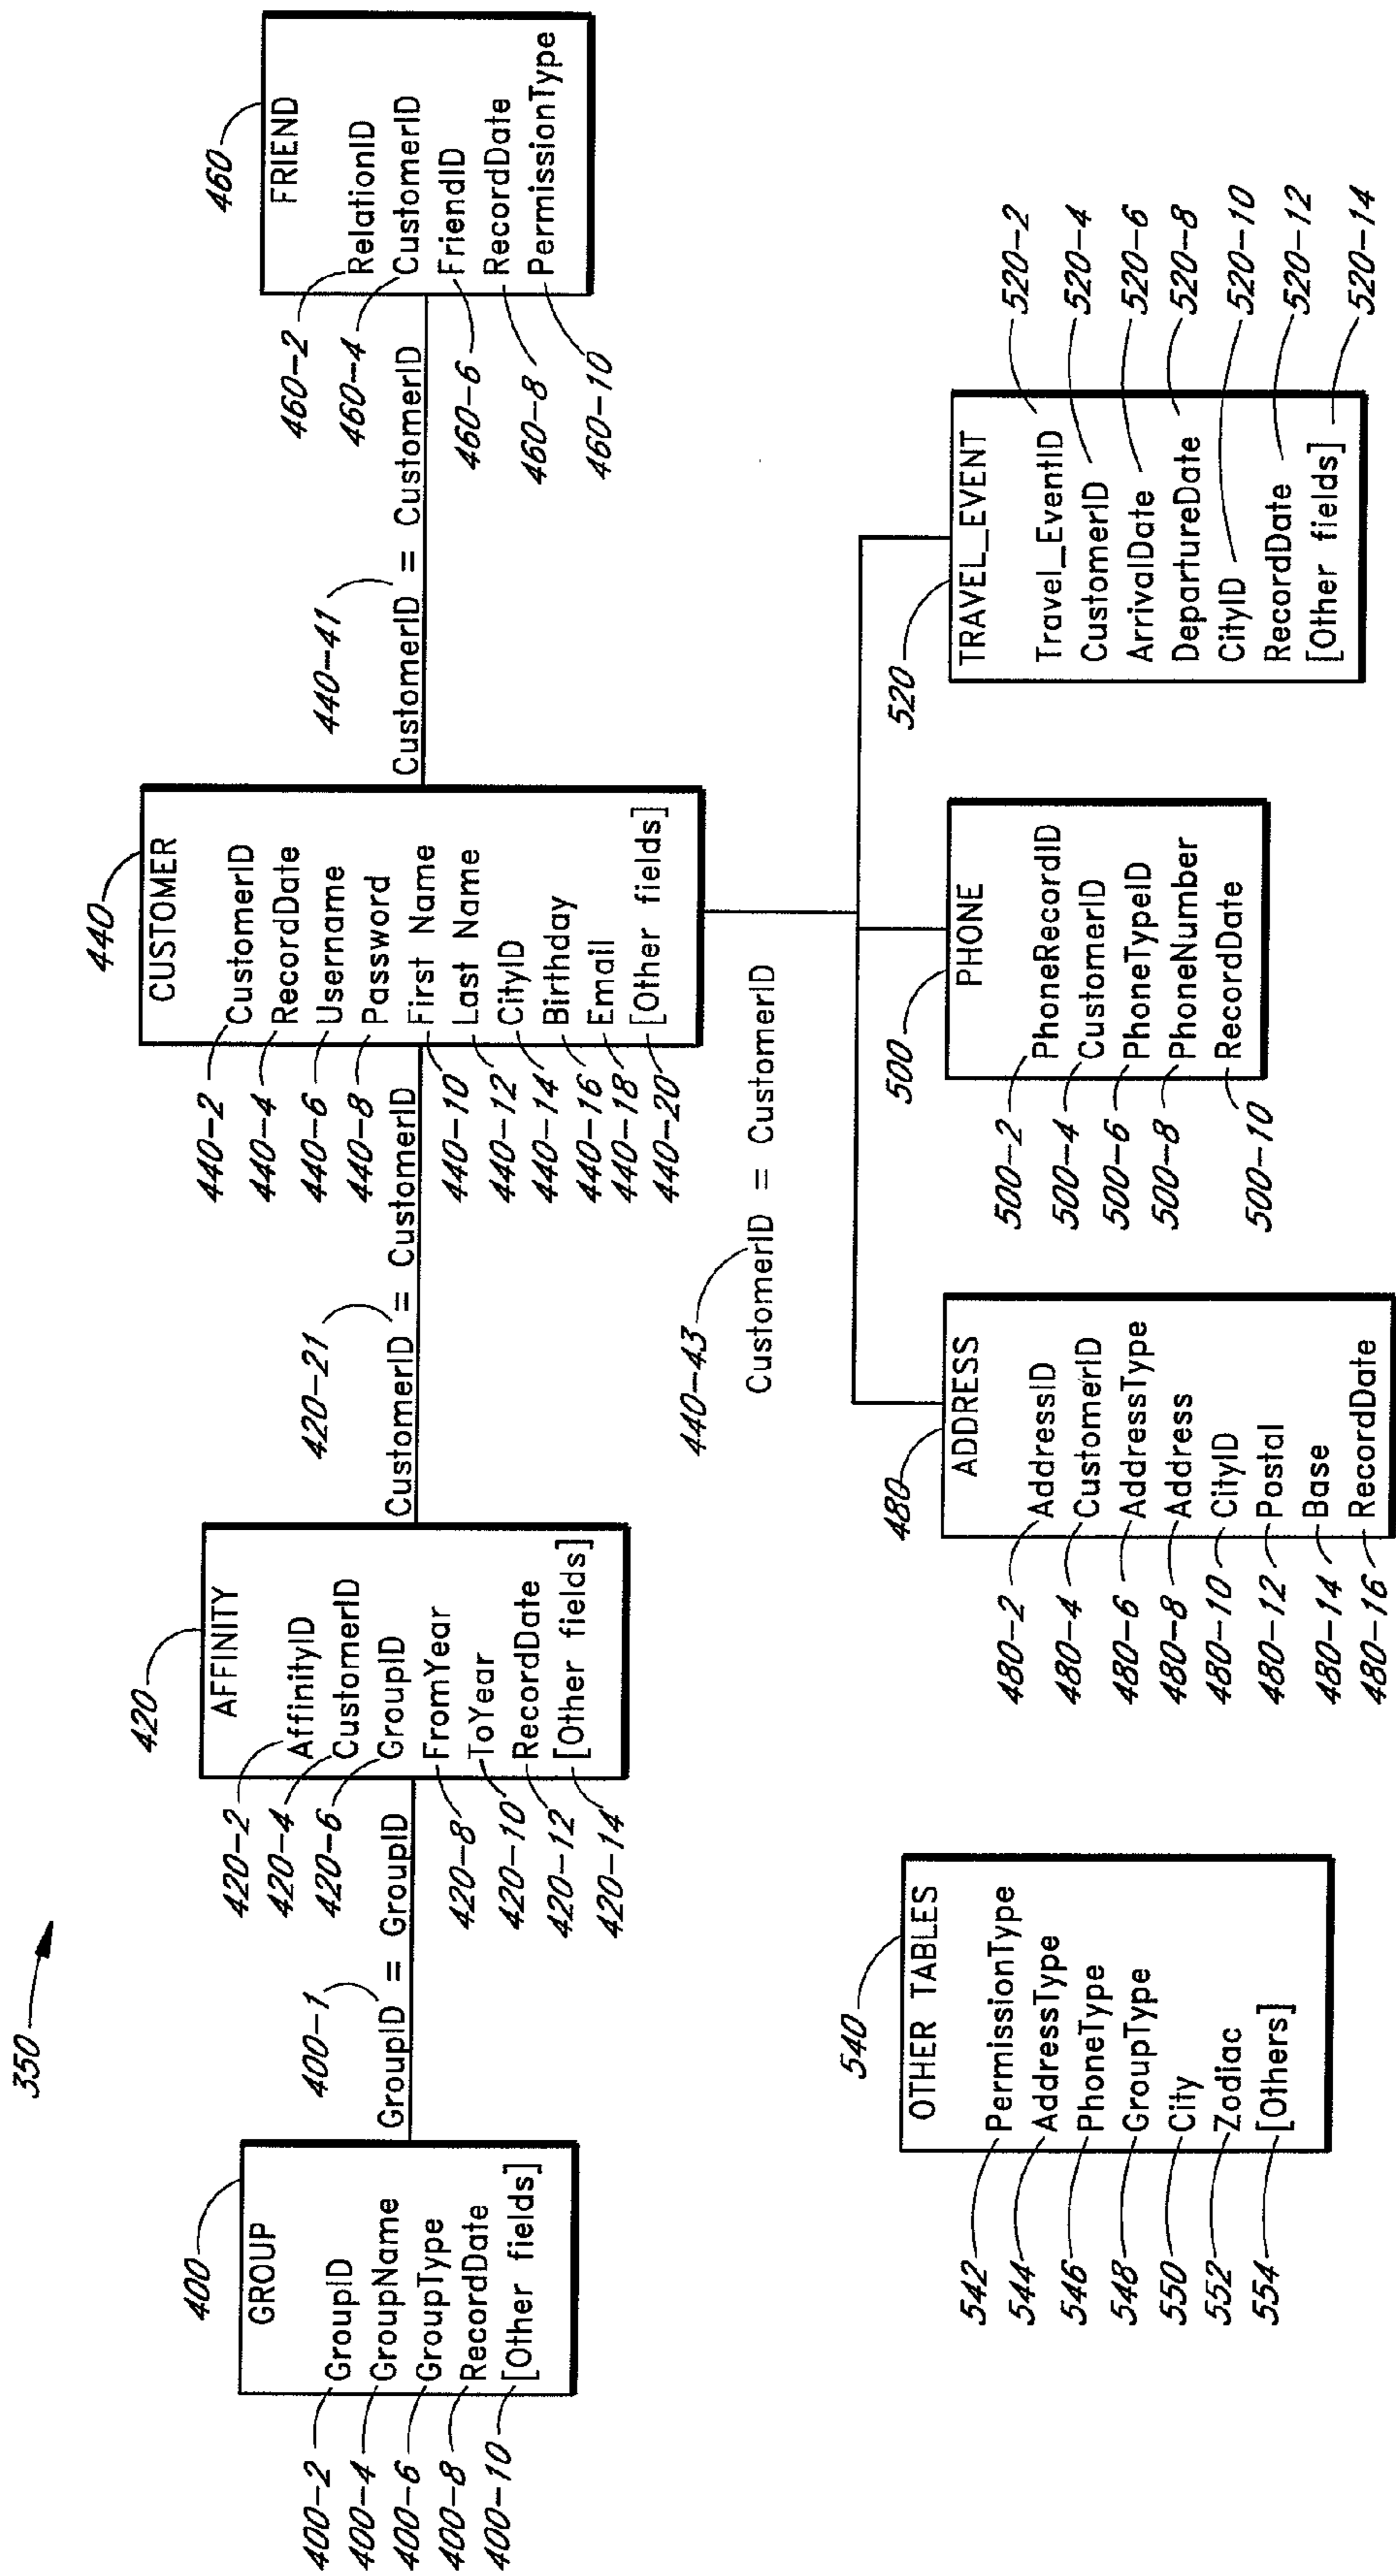 350
400
GROUP
400-2 GroupID
400-4 GroupName
400-6 GroupType
400-8 RecordDate
400-10 [Other fields]
400-1
GroupID = GroupID
420
AFFINITY
420-2 AffinityID
420-4 CustomerID
420-6 GroupID
420-8 FromYear
420-10 ToYear
420-12 RecordDate
420-14 [Other fields]
420-21
CustomerID = CustomerID
440
CUSTOMER
440-2 CustomerID
440-4 RecordDate
440-6 Username
440-8 Password
440-10 First Name
440-12 Last Name
440-14 CityID
440-16 Birthday
440-18 Email
440-20 [Other fields]
440-41
CustomerID = CustomerID
460
FRIEND
460-2 RelationID
460-4 CustomerID
460-6 FriendID
460-8 RecordDate
460-10 PermissionType
440-43
CustomerID = CustomerID
540
OTHER TABLES
542 PermissionType
544 AddressType
546 PhoneType
548 GroupType
550 City
552 Zodiac
554 [Others]
480
ADDRESS
480-2 AddressID
480-4 CustomerID
480-6 AddressType
480-8 Address
480-10 CityID
480-12 Postal
480-14 Base
480-16 RecordDate
500
PHONE
500-2 PhoneRecordID
500-4 CustomerID
500-6 PhoneTypeID
500-8 PhoneNumber
500-10 RecordDate
520
TRAVEL_EVENT
Travel_EventID 520-2
CustomerID 520-4
ArrivalDate 520-6
DepartureDate 520-8
CityID 520-10
RecordDate 520-12
[Other fields] 520-14